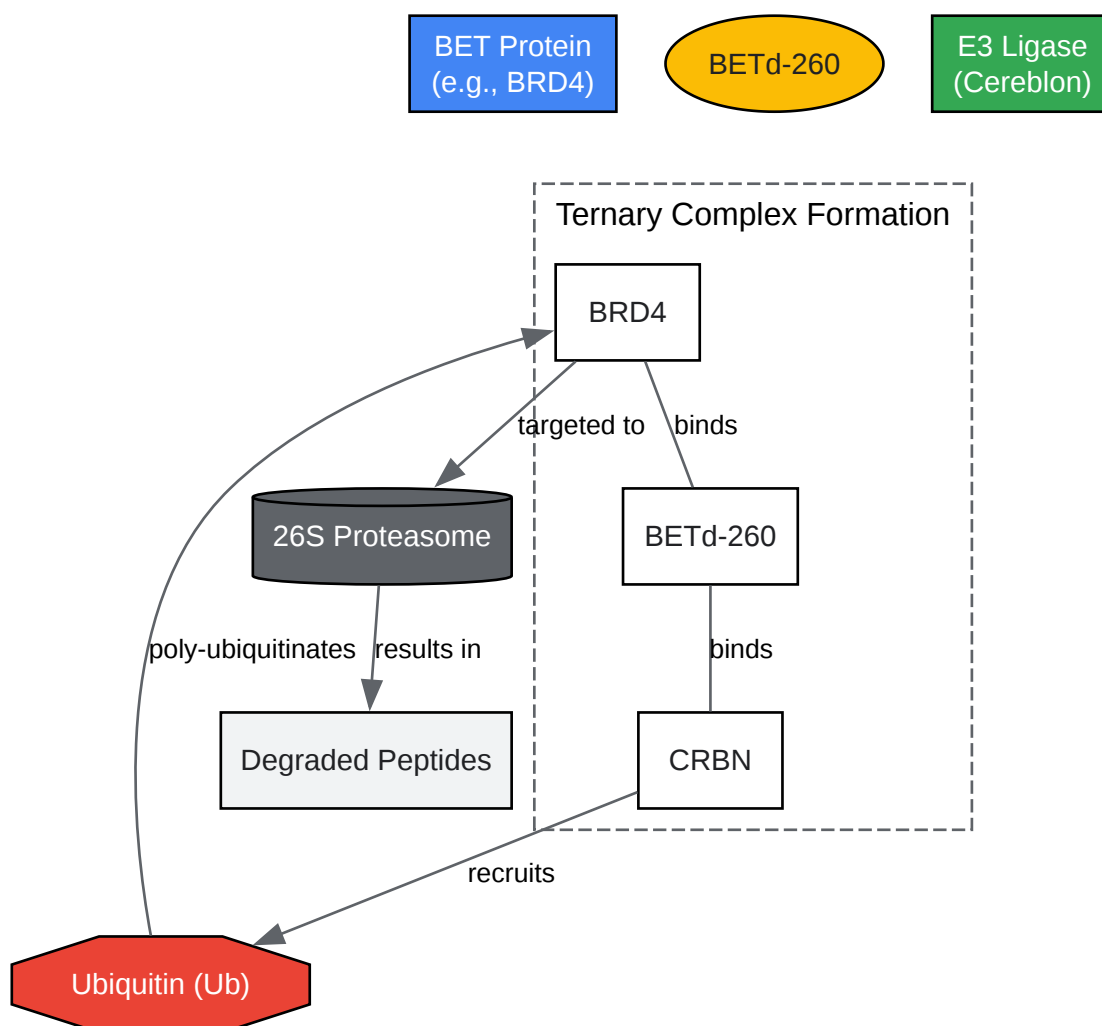 BET Protein
(e.g., BRD4)
BETd-260
E3 Ligase
(Cereblon)
Ternary Complex Formation
BRD4
targeted to
binds
26S Proteasome
BETd-260
poly-ubiquitinates
results in
binds
Degraded Peptides
CRBN
recruits
Ubiquitin (Ub)